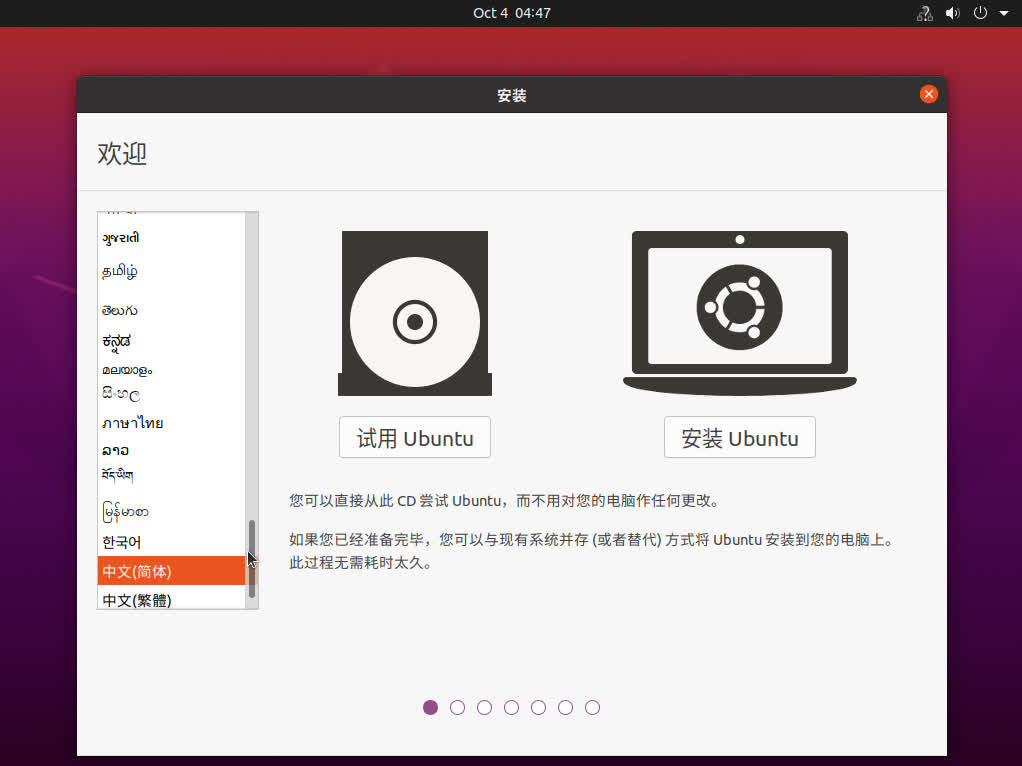 Oct 4 04:47
安装
欢迎
ગુજરાતી
தமிழ்
తెలుగు
ಕನ್ನಡ
മലയാളം
සිංහල
ภาษาไทย
ລາວ
བོད་ཡིག
မြန်မာစာ
한국어
中文(简体)
中文(繁體)
试用 Ubuntu
安装 Ubuntu
您可以直接从此 CD 尝试 Ubuntu，而不用对您的电脑作任何更改。
如果您已经准备完毕，您可以与现有系统并存 (或者替代) 方式将 Ubuntu 安装到您的电脑上。
此过程无需耗时太久。